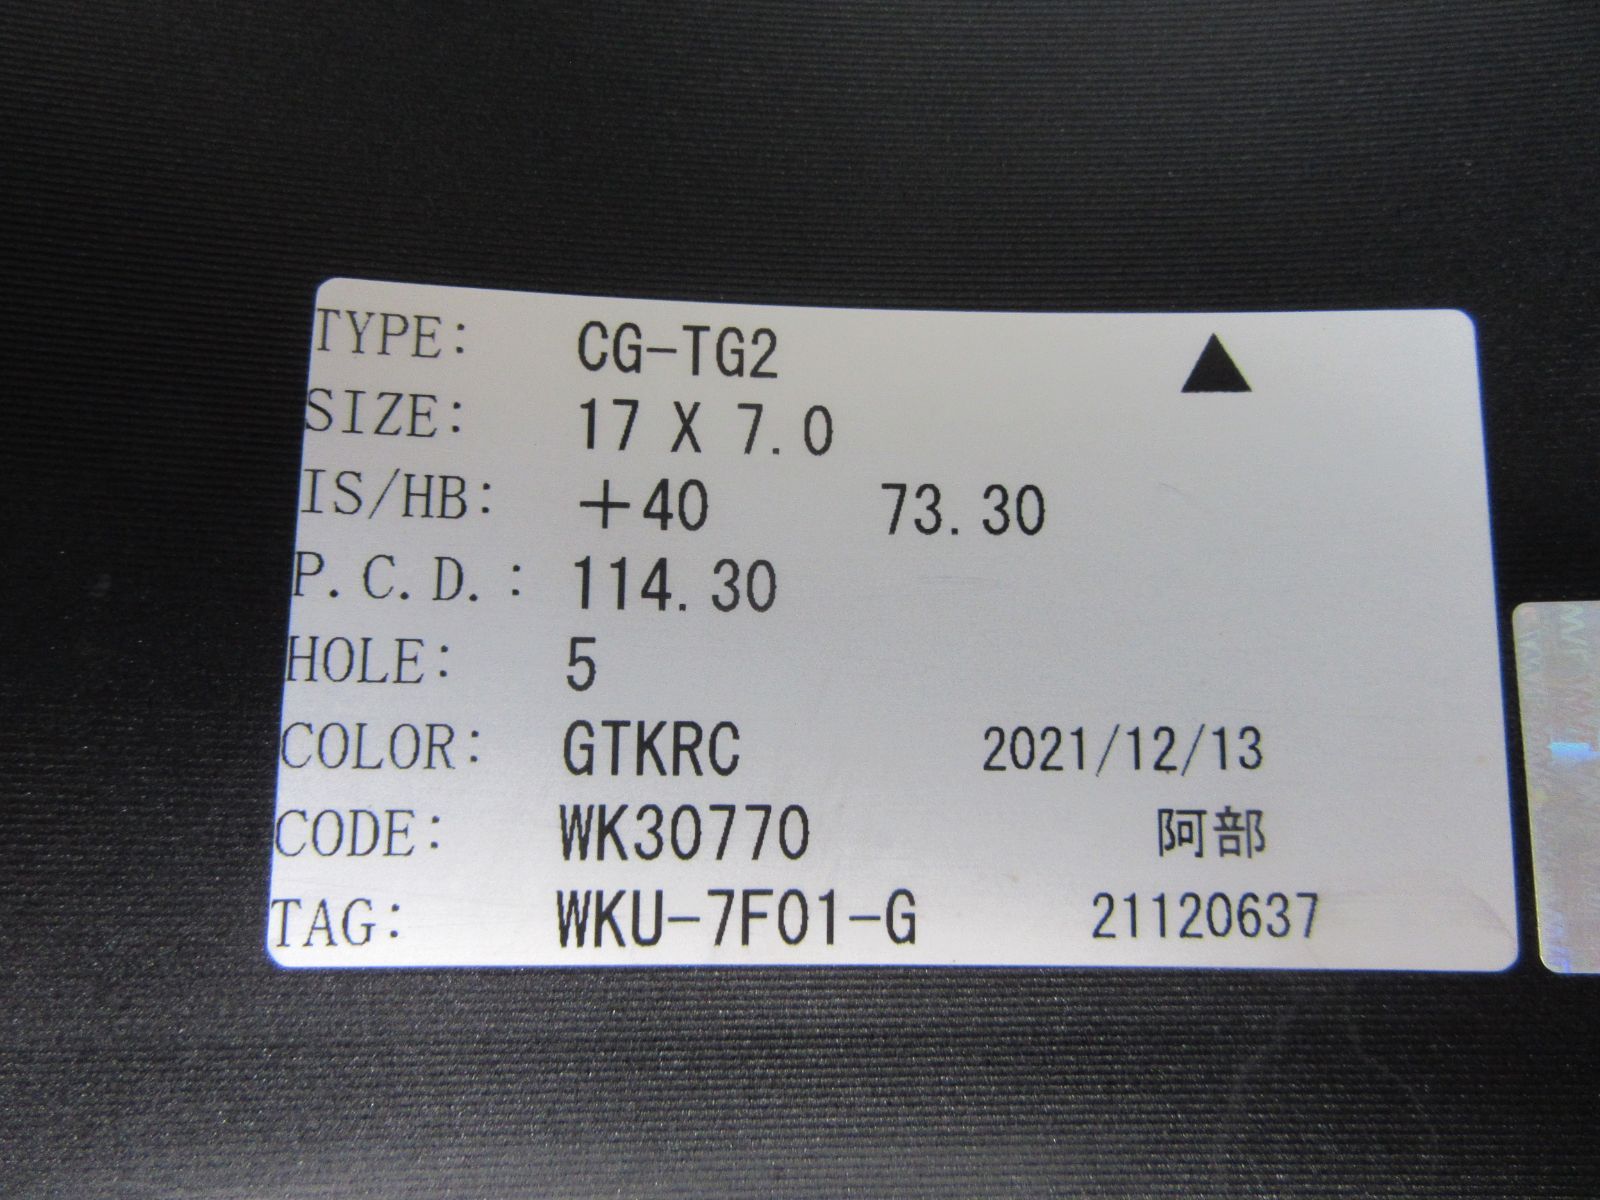 TYPE: CG-TG2 ▲
SIZE: 17 X 7.0
IS/HB: +40 73.30
P.C.D.: 114.30
HOLE: 5
COLOR: GTKRC 2021/12/13
CODE: WK30770 阿部
TAG: WKU-7F01-G 21120637